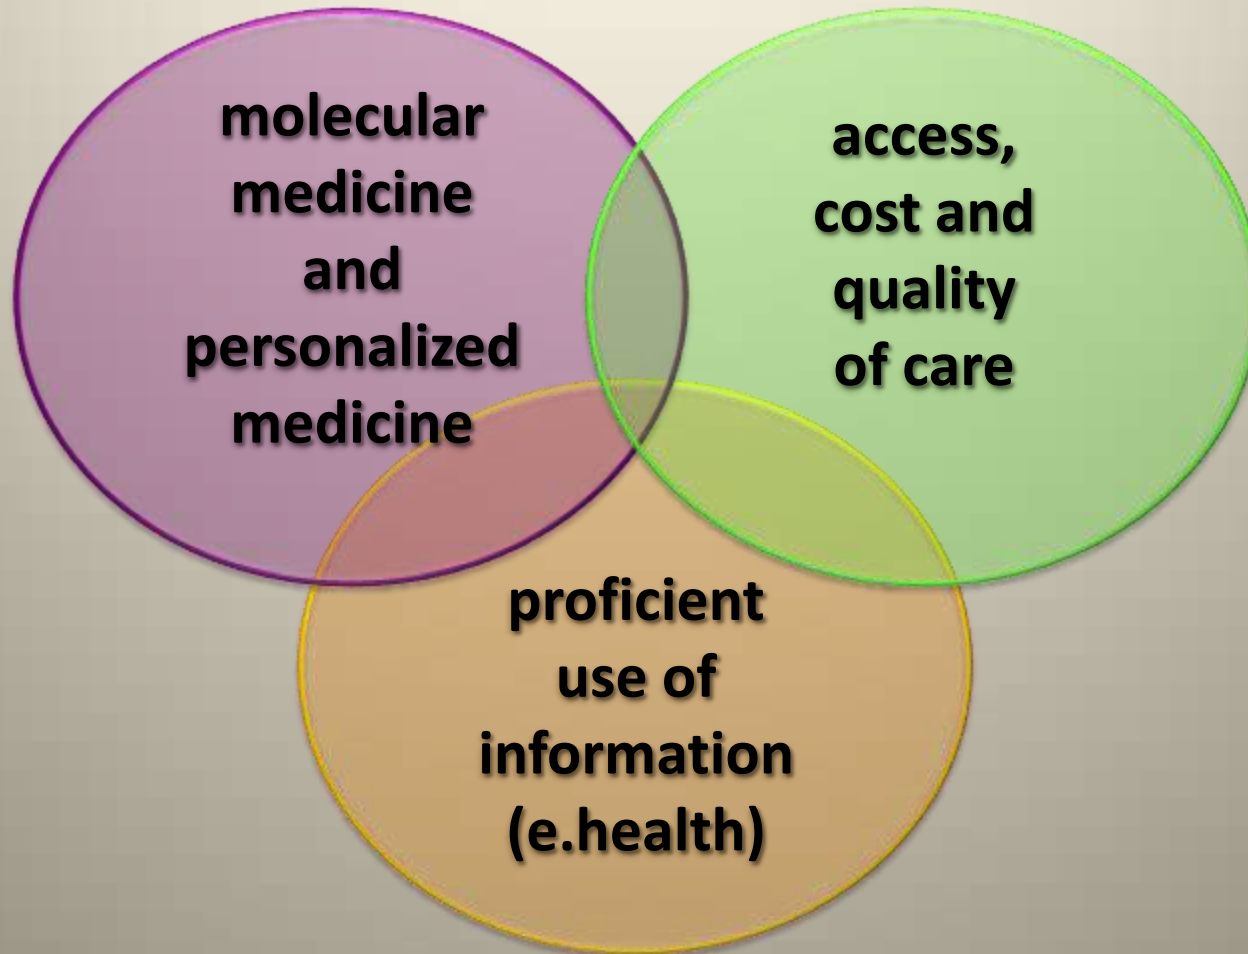 molecular
medicine
and
personalized
medicine
access,
cost and
quality
of care
proficient
use of
information
(e.health)